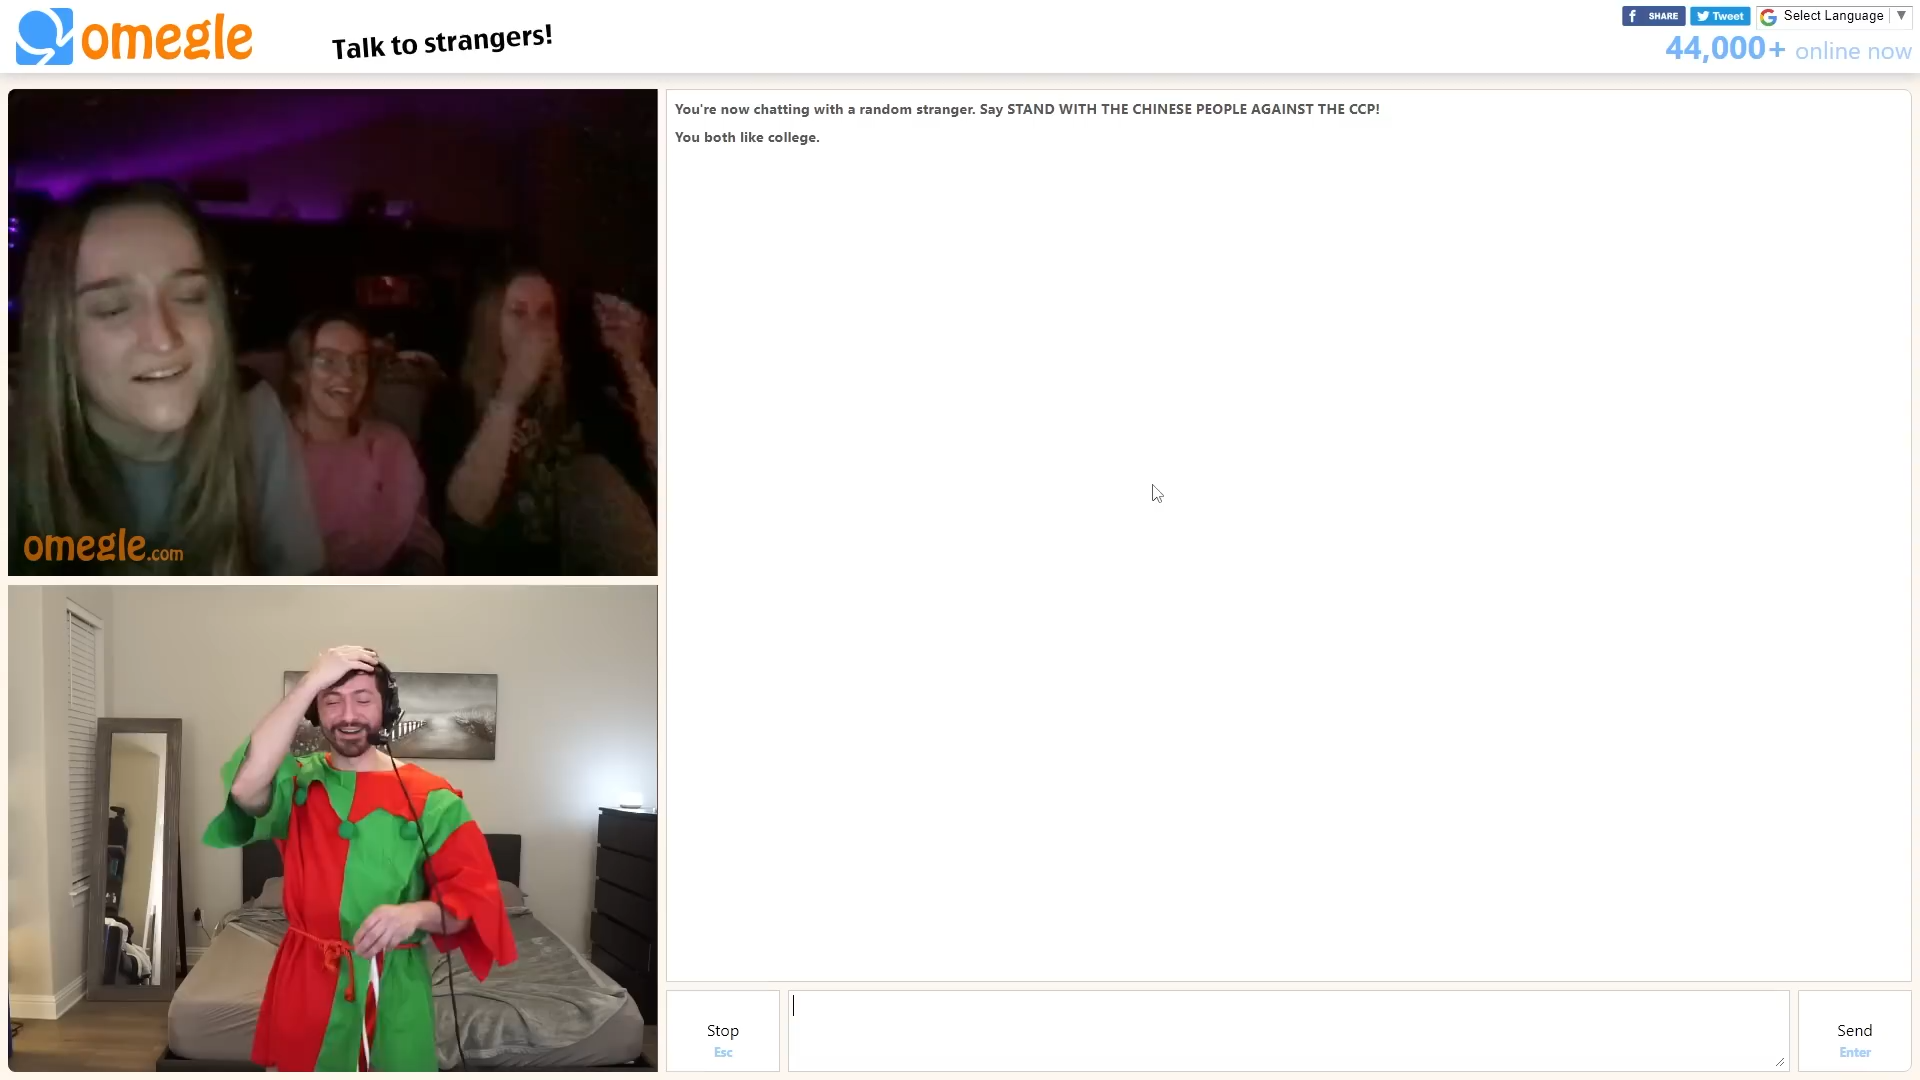 omegle
Talk to strangers!
SHARE
Tweet
Select Language
44,000+ online now
You're now chatting with a random stranger. Say STAND WITH THE CHINESE PEOPLE AGAINST THE CCP!
You both like college.
omegle.com
Stop
Esc
Send
Enter